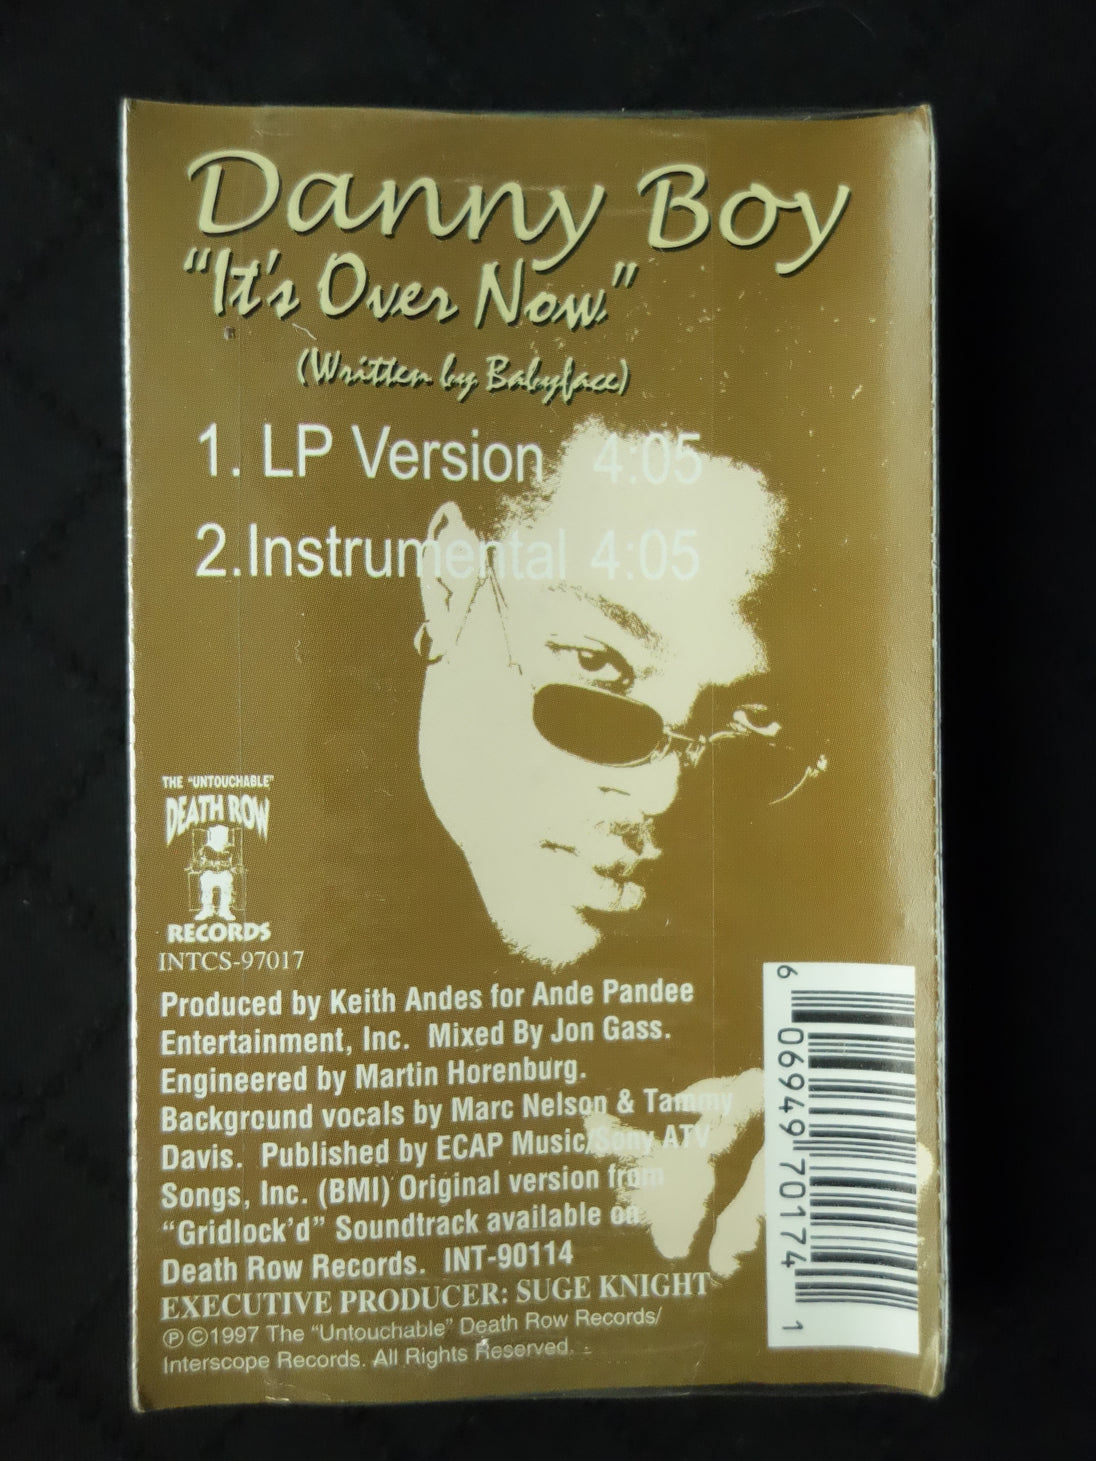 Danny Boy
"It's Over Now"
(Written by Babyface)
1. LP Version 4:05
2.Instrumental 4:05
THE "UNTOUCHABLE"
DEATH ROW
RECORDS
INTCS-97017
Produced by Keith Andes for Ande Pandee
Entertainment, Inc. Mixed By Jon Gass.
Engineered by Martin Horenburg.
Background vocals by Marc Nelson & Tammy
Davis. Published by ECAP Music/Sony ATV
Songs, Inc. (BMI) Original version from
"Gridlock'd" Soundtrack available on
Death Row Records. INT-90114
EXECUTIVE PRODUCER: SUGE KNIGHT
℗ ©1997 The "Untouchable" Death Row Records/
Interscope Records. All Rights Reserved.
6 06949 70174 1